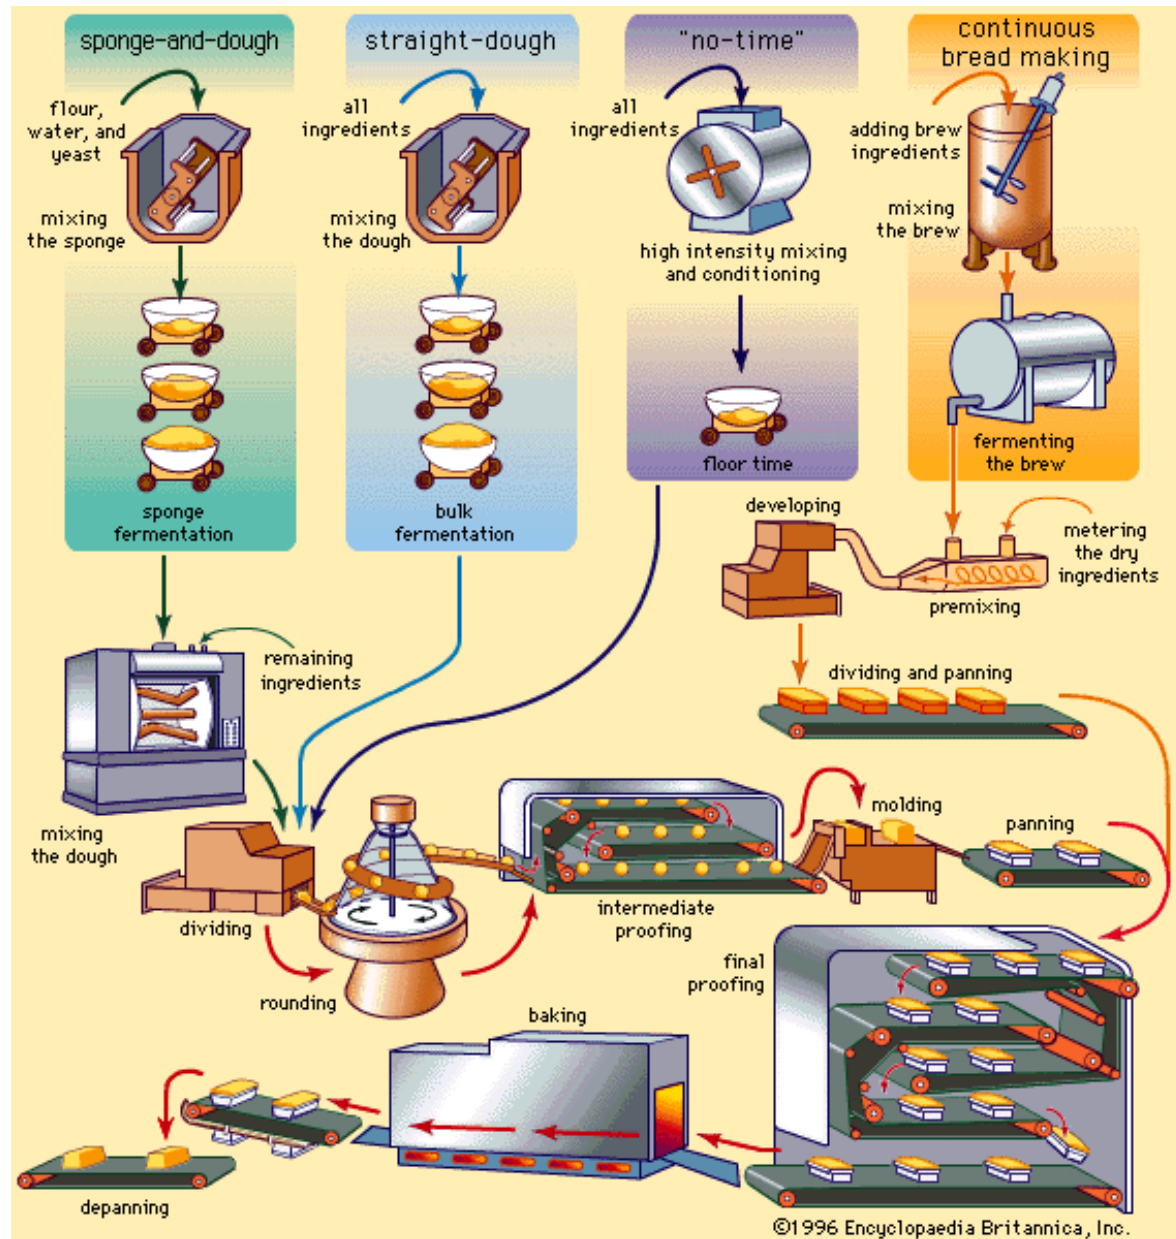 sponge-and-dough
flour,
water, and
yeast
mixing
the sponge
sponge
fermentation
remaining
ingredients
mixing
the dough
straight-dough
all
ingredients
mixing
the dough
bulk
fermentation
"no-time"
all
ingredients
high intensity mixing
and conditioning
floor time
continuous
bread making
adding brew
ingredients
mixing
the brew
fermenting
the brew
metering
the dry
ingredients
premixing
developing
dividing and panning
dividing
rounding
intermediate
proofing
molding
panning
final
proofing
baking
depanning
©1996 Encyclopaedia Britannica, Inc.